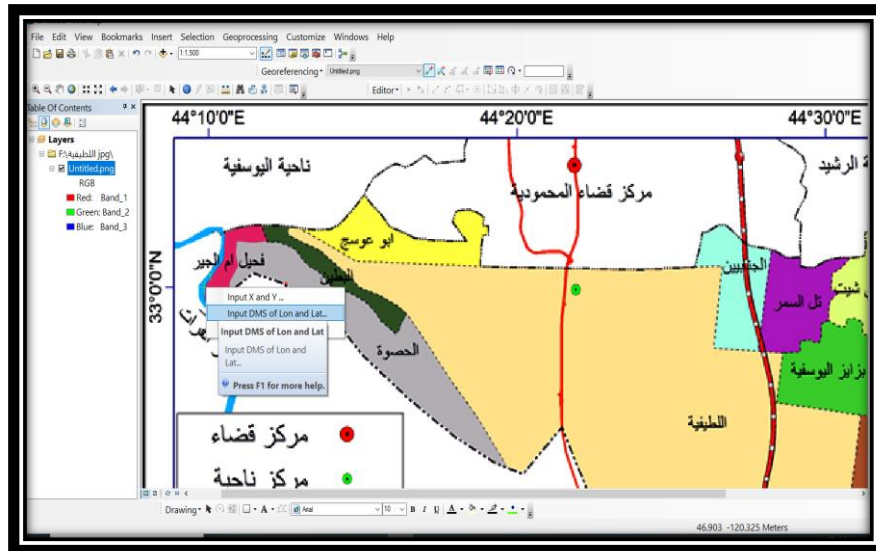 File Edit View Bookmarks Insert Selection Geoprocessing Customize Windows Help
1:1.500
Georeferencing Untitled.png
Editor
Table Of Contents
Layers
F:\اللطيفية jpg\
Untitled.png
RGB
Red: Band_1
Green: Band_2
Blue: Band_3
44°10'0"E 44°20'0"E 44°30'0"E
ناحية اليوسفية
مركز قضاء المحمودية
الرشيد
ابو عوسج
فحيل ام الجير
البطين
33°0'0"N
تل السمر
شيت
الحصوة
بزايز اليوسفية
اللطيفية
Input X and Y ...
Input DMS of Lon and Lat...
Input DMS of Lon and Lat
Input DMS of Lon and
Lat...
Press F1 for more help.
مركز قضاء
مركز ناحية
Drawing A Arial 10 B I U A
46.903 -120.325 Meters